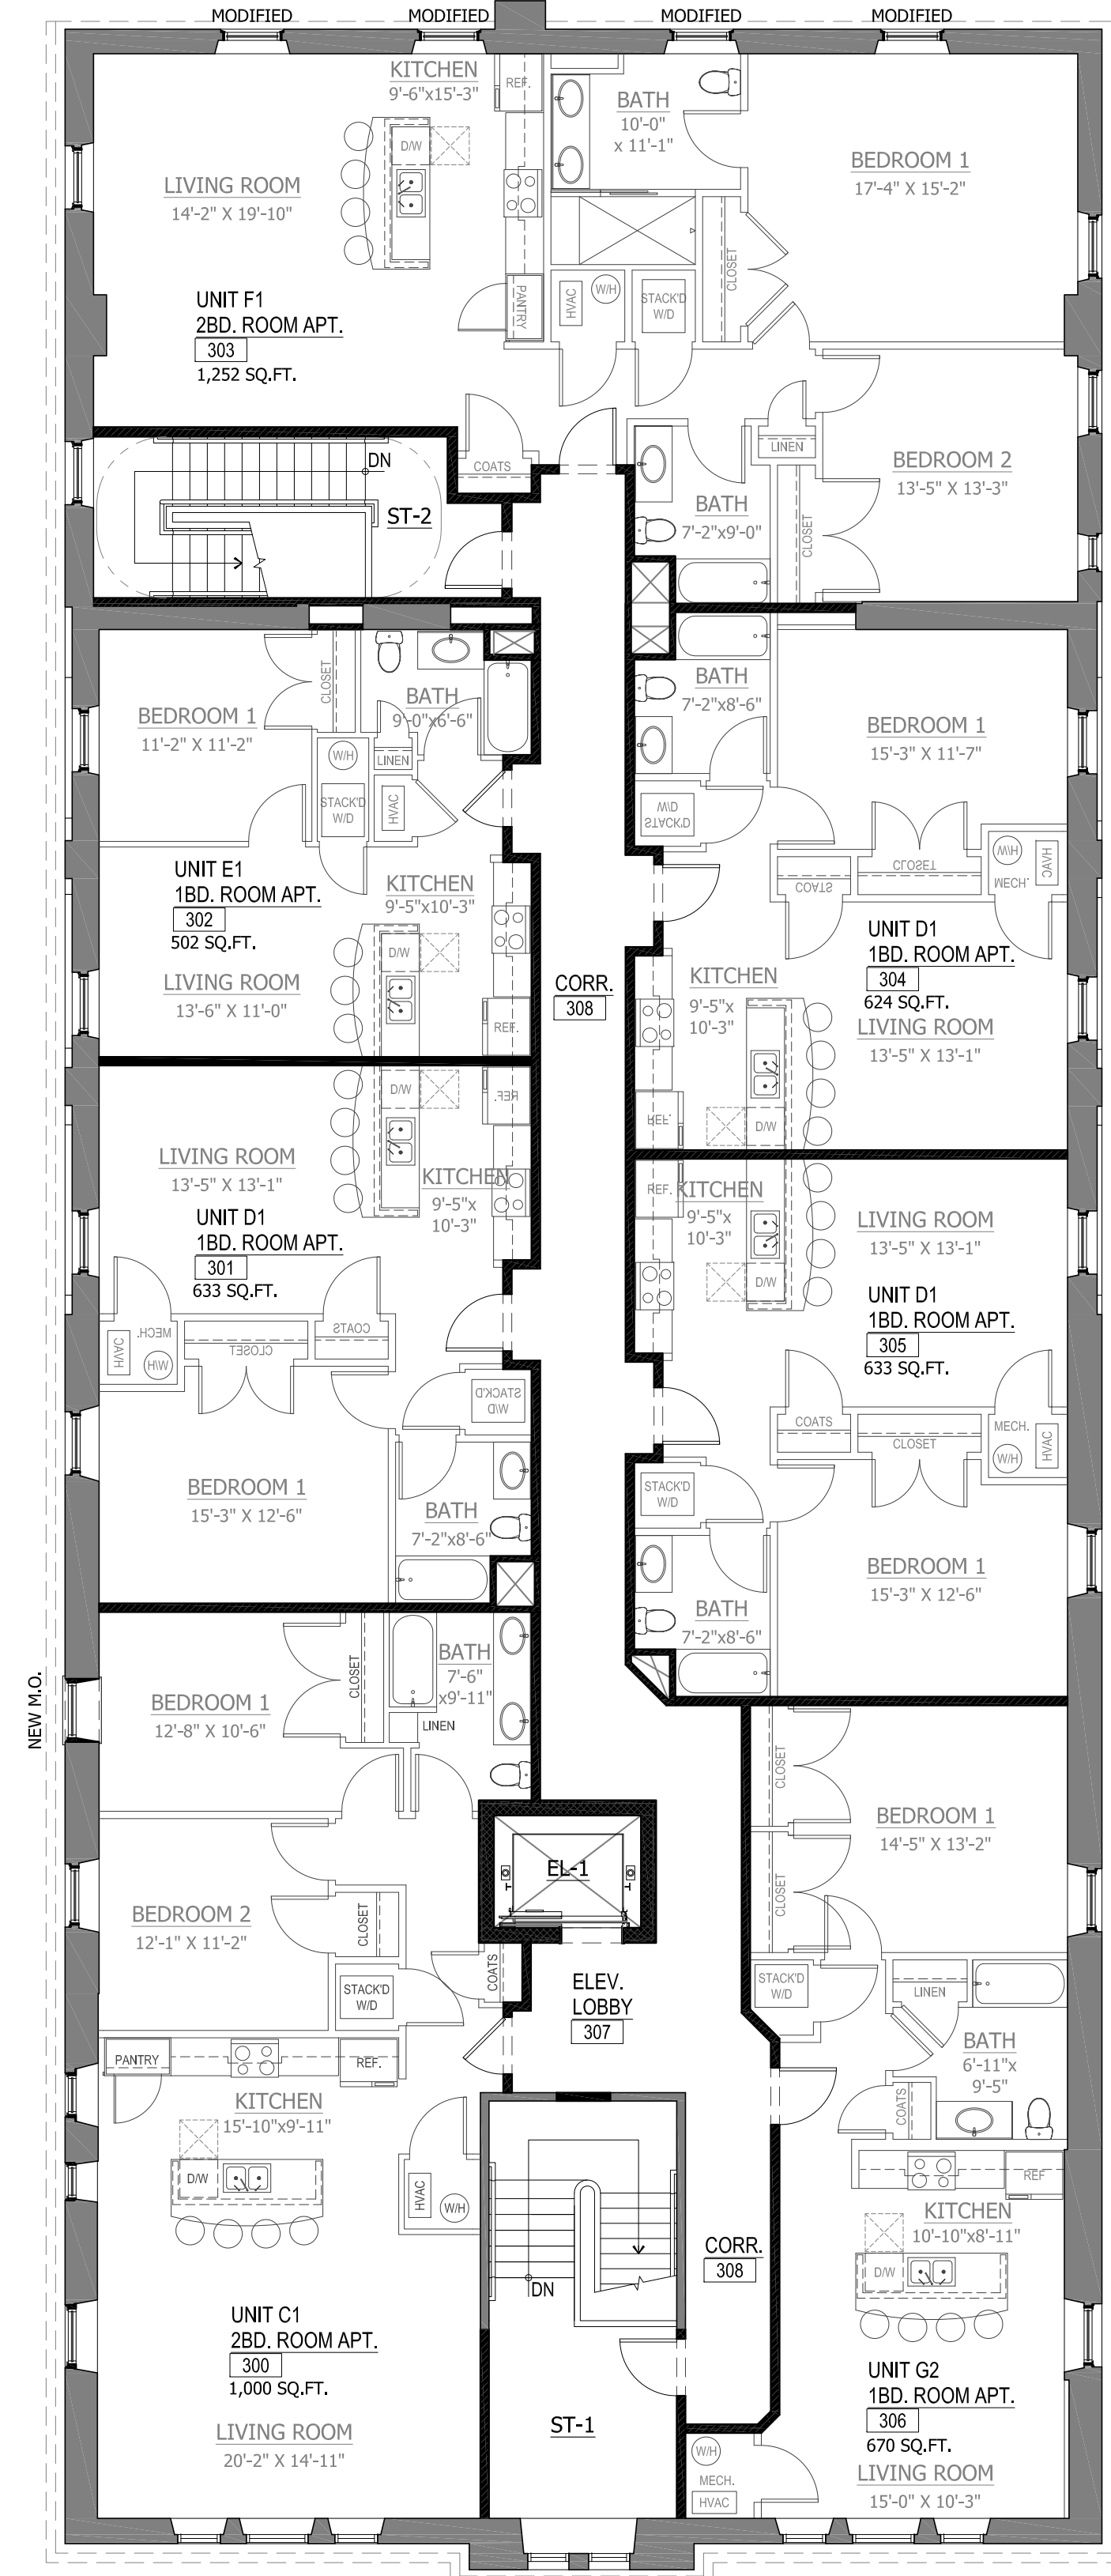 MODIFIED
MODIFIED
MODIFIED
MODIFIED
KITCHEN
9'-6"x15'-3"
REF.
D/W
BATH
10'-0"
x 11'-1"
BEDROOM 1
17'-4" X 15'-2"
LIVING ROOM
14'-2" X 19'-10"
CLOSET
UNIT F1
2BD. ROOM APT.
303
1,252 SQ.FT.
PANTRY
HVAC
W/H
STACK'D
W/D
COATS
LINEN
BEDROOM 2
13'-5" X 13'-3"
DN
ST-2
BATH
7'-2"x9'-0"
CLOSET
BEDROOM 1
11'-2" X 11'-2"
CLOSET
BATH
9'-0"x6'-6"
LINEN
W/H
STACK'D
W/D
HVAC
UNIT E1
1BD. ROOM APT.
302
502 SQ.FT.
KITCHEN
9'-5"x10'-3"
D/W
REF.
LIVING ROOM
13'-6" X 11'-0"
CORR.
308
BATH
7'-2"x8'-6"
BEDROOM 1
15'-3" X 11'-7"
STACK'D
W/D
COATS
CLOSET
W/H
MECH.
HVAC
UNIT D1
1BD. ROOM APT.
304
624 SQ.FT.
KITCHEN
9'-5"x
10'-3"
LIVING ROOM
13'-5" X 13'-1"
REF.
D/W
D/W
REF.
LIVING ROOM
13'-5" X 13'-1"
KITCHEN
9'-5"x
10'-3"
UNIT D1
1BD. ROOM APT.
301
633 SQ.FT.
MECH.
HVAC
W/H
CLOSET
COATS
STACK'D
W/D
BEDROOM 1
15'-3" X 12'-6"
BATH
7'-2"x8'-6"
REF.
KITCHEN
9'-5"x
10'-3"
D/W
LIVING ROOM
13'-5" X 13'-1"
UNIT D1
1BD. ROOM APT.
305
633 SQ.FT.
COATS
CLOSET
MECH.
W/H
HVAC
STACK'D
W/D
BEDROOM 1
15'-3" X 12'-6"
BATH
7'-2"x8'-6"
NEW M.O.
BEDROOM 1
12'-8" X 10'-6"
CLOSET
BATH
7'-6"
x9'-11"
LINEN
BEDROOM 2
12'-1" X 11'-2"
CLOSET
EL-1
STACK'D
W/D
COATS
ELEV.
LOBBY
307
PANTRY
REF.
KITCHEN
15'-10"x9'-11"
D/W
HVAC
W/H
UNIT C1
2BD. ROOM APT.
300
1,000 SQ.FT.
LIVING ROOM
20'-2" X 14'-11"
DN
ST-1
CORR.
308
CLOSET
CLOSET
BEDROOM 1
14'-5" X 13'-2"
STACK'D
W/D
LINEN
BATH
6'-11"x
9'-5"
COATS
REF
KITCHEN
10'-10"x8'-11"
D/W
UNIT G2
1BD. ROOM APT.
306
670 SQ.FT.
LIVING ROOM
15'-0" X 10'-3"
W/H
MECH.
HVAC